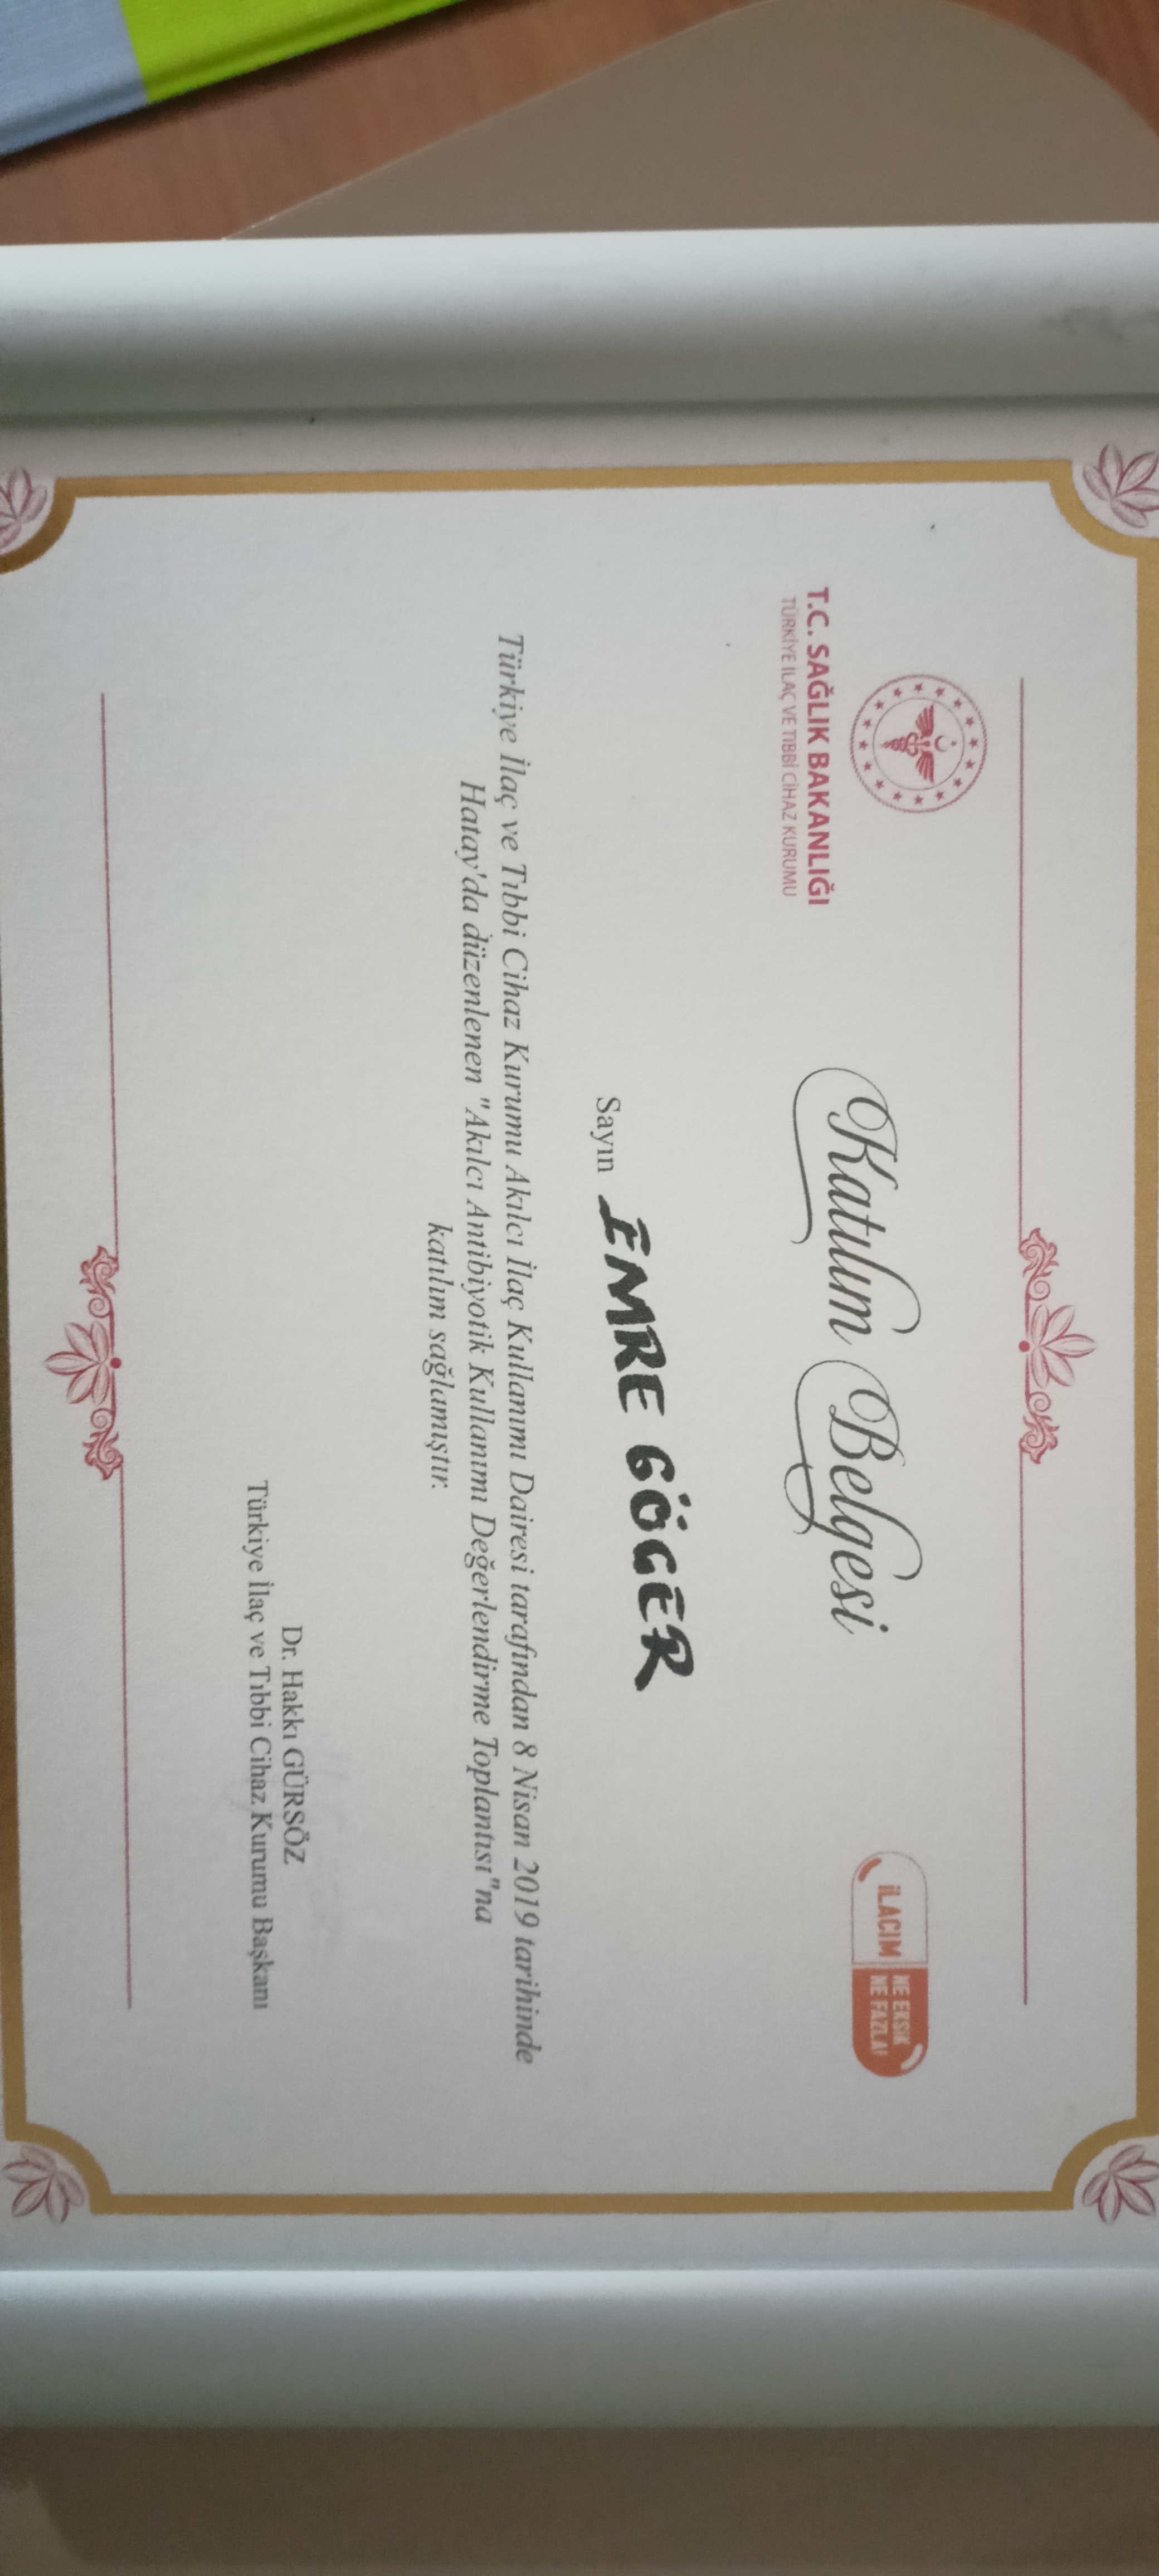 T.C. SAĞLIK BAKANLIĞI
TÜRKİYE İLAÇ VE TIBBİ CİHAZ KURUMU
Katılım Belgesi
İLACIM
NE EKSİK
NE FAZLA!
Sayın EMRE GÖGER
Türkiye İlaç ve Tıbbi Cihaz Kurumu Akılcı İlaç Kullanımı Dairesi tarafından 8 Nisan 2019 tarihinde
Hatay'da düzenlenen "Akılcı Antibiyotik Kullanımı Değerlendirme Toplantısı"na
katılım sağlamıştır.
Dr. Hakkı GÜRSÖZ
Türkiye İlaç ve Tıbbi Cihaz Kurumu Başkanı